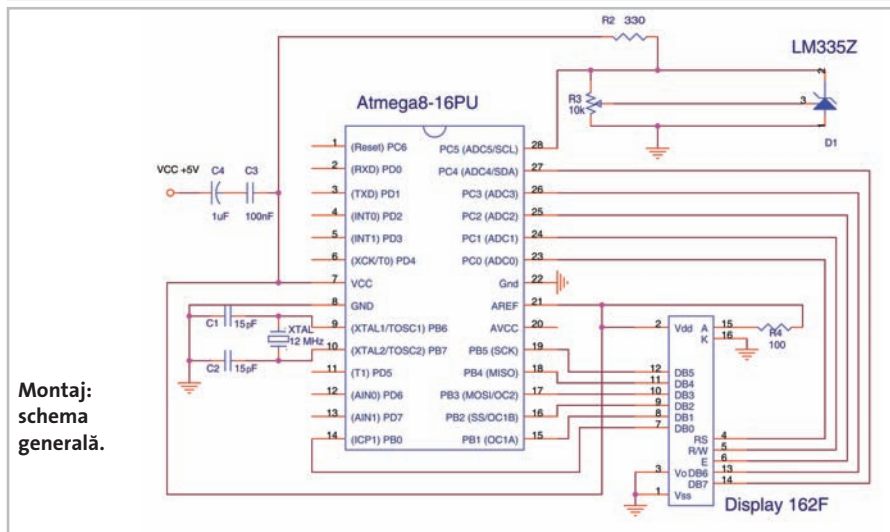 R2 330
LM335Z
Atmega8-16PU
R3
10k
2
3
1
D1
VCC +5V
C4
C3
1uF
100nF
1 (Reset) PC6
2 (RXD) PD0
3 (TXD) PD1
4 (INT0) PD2
5 (INT1) PD3
6 (XCK/T0) PD4
7 VCC
8 GND
9 (XTAL1/TOSC1) PB6
10 (XTAL2/TOSC2) PB7
11 (T1) PD5
12 (AIN0) PD6
13 (AIN1) PD7
14 (ICP1) PB0
PC5 (ADC5/SCL) 28
PC4 (ADC4/SDA) 27
PC3 (ADC3) 26
PC2 (ADC2) 25
PC1 (ADC1) 24
PC0 (ADC0) 23
Gnd 22
AREF 21
AVCC 20
PB5 (SCK) 19
PB4 (MISO) 18
PB3 (MOSI/OC2) 17
PB2 (SS/OC1B) 16
PB1 (OC1A) 15
C1 15pF
XTAL
12 MHz
C2 15pF
2 Vdd A 15
K 16
R4
100
12 DB5
11 DB4
10 DB3
9 DB2
8 DB1
7 DB0
RS 4
R/W 5
E 6
3 Vo DB6 13
DB7 14
1 Vss
Display 162F
Montaj:
schema
generală.